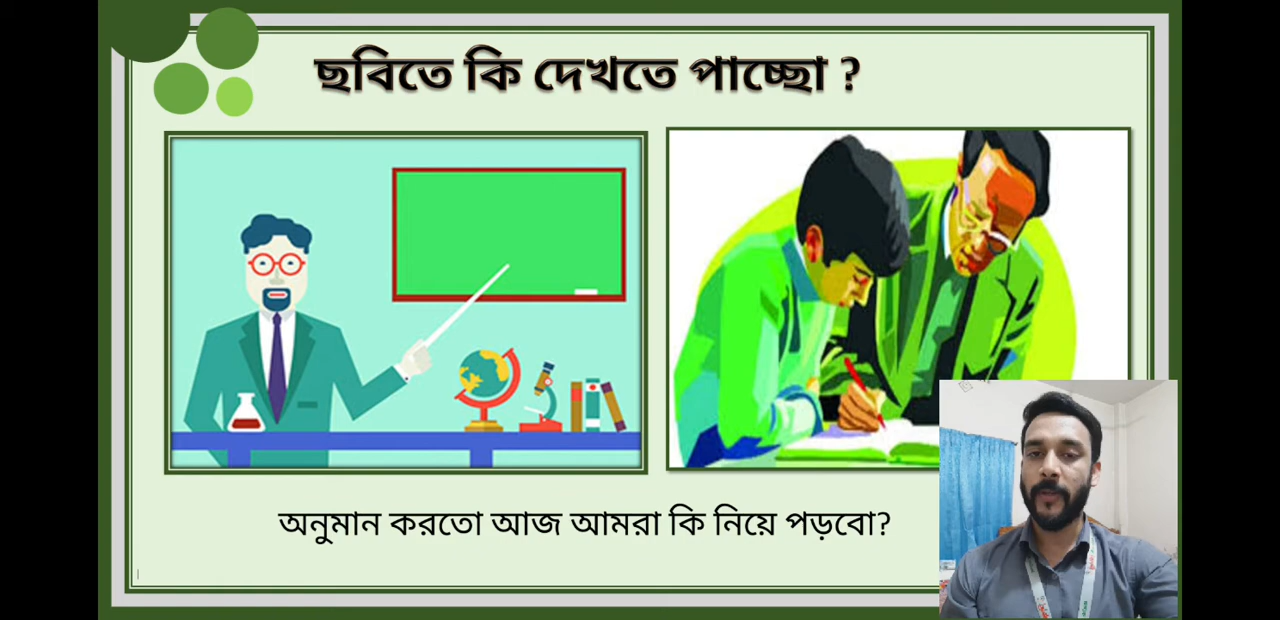 ছবিতে কি দেখতে পাচ্ছো ?
অনুমান করতো আজ আমরা কি নিয়ে পড়বো?